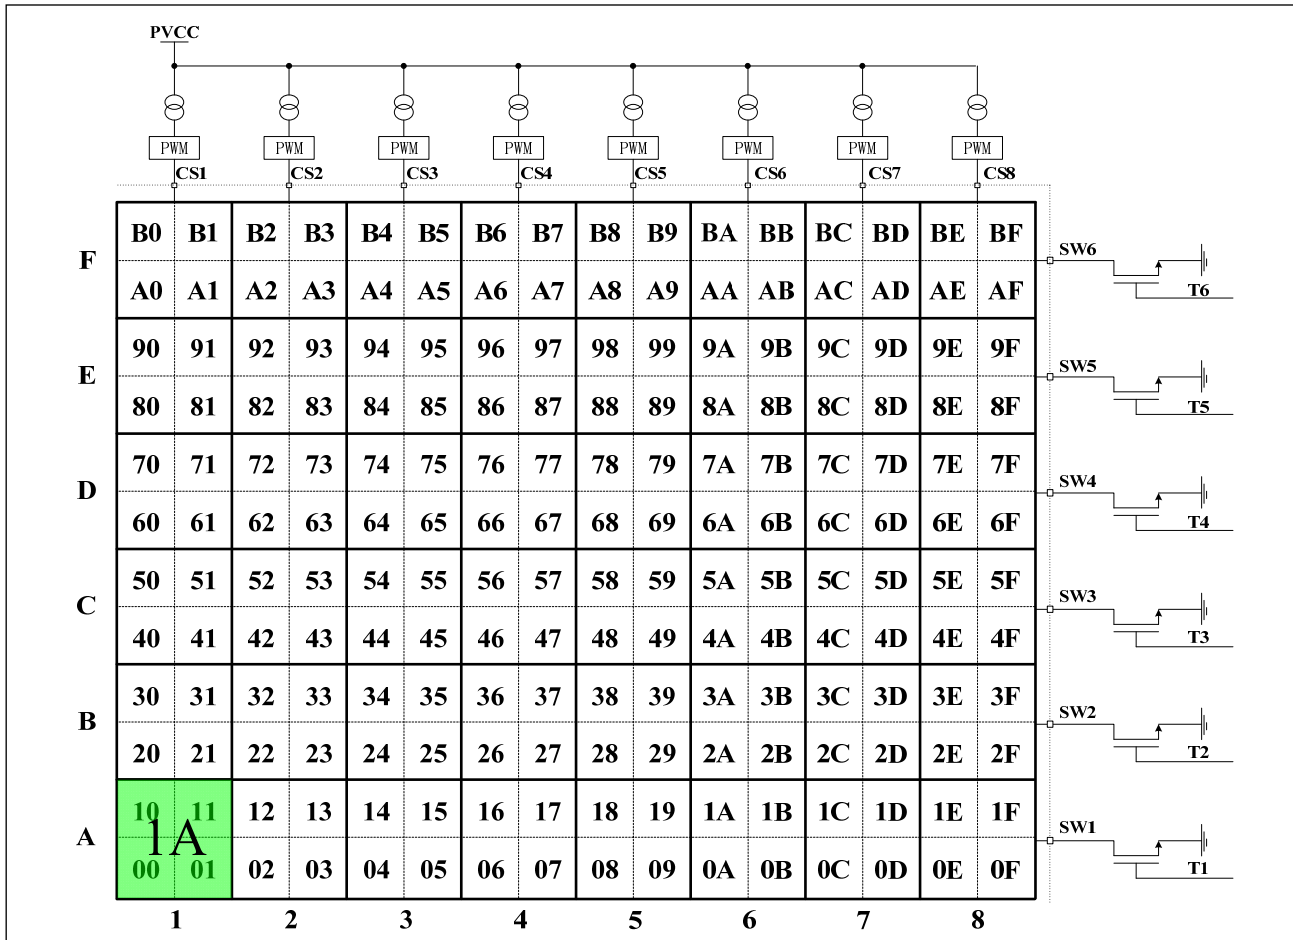 PVCC
PWM PWM PWM PWM PWM PWM PWM PWM
CS1 CS2 CS3 CS4 CS5 CS6 CS7 CS8
B0 B1 B2 B3 B4 B5 B6 B7 B8 B9 BA BB BC BD BE BF
SW6
F
A0 A1 A2 A3 A4 A5 A6 A7 A8 A9 AA AB AC AD AE AF
T6
90 91 92 93 94 95 96 97 98 99 9A 9B 9C 9D 9E 9F
SW5
E
80 81 82 83 84 85 86 87 88 89 8A 8B 8C 8D 8E 8F
T5
70 71 72 73 74 75 76 77 78 79 7A 7B 7C 7D 7E 7F
SW4
D
60 61 62 63 64 65 66 67 68 69 6A 6B 6C 6D 6E 6F
T4
50 51 52 53 54 55 56 57 58 59 5A 5B 5C 5D 5E 5F
SW3
C
40 41 42 43 44 45 46 47 48 49 4A 4B 4C 4D 4E 4F
T3
30 31 32 33 34 35 36 37 38 39 3A 3B 3C 3D 3E 3F
SW2
B
20 21 22 23 24 25 26 27 28 29 2A 2B 2C 2D 2E 2F
T2
10 11 12 13 14 15 16 17 18 19 1A 1B 1C 1D 1E 1F
SW1
A
1A
00 01 02 03 04 05 06 07 08 09 0A 0B 0C 0D 0E 0F
T1
1 2 3 4 5 6 7 8